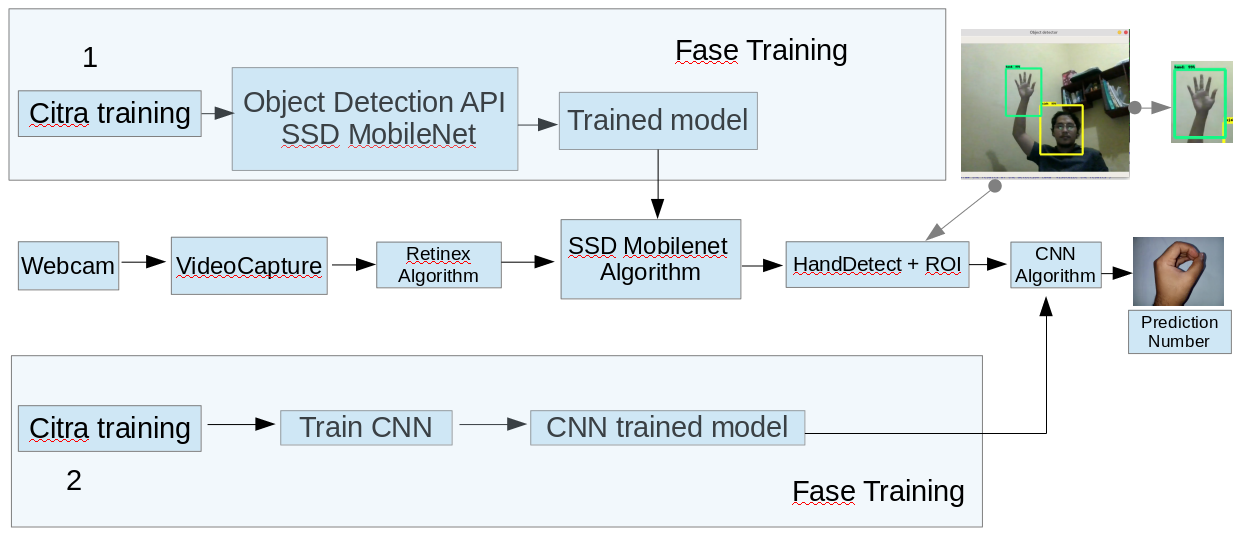 1
Fase Training
Citra training
Object Detection API
SSD MobileNet
Trained model
Object detector
Webcam
VideoCapture
Retinex
Algorithm
SSD Mobilenet
Algorithm
HandDetect + ROI
CNN
Algorithm
Prediction
Number
Citra training
Train CNN
CNN trained model
2
Fase Training